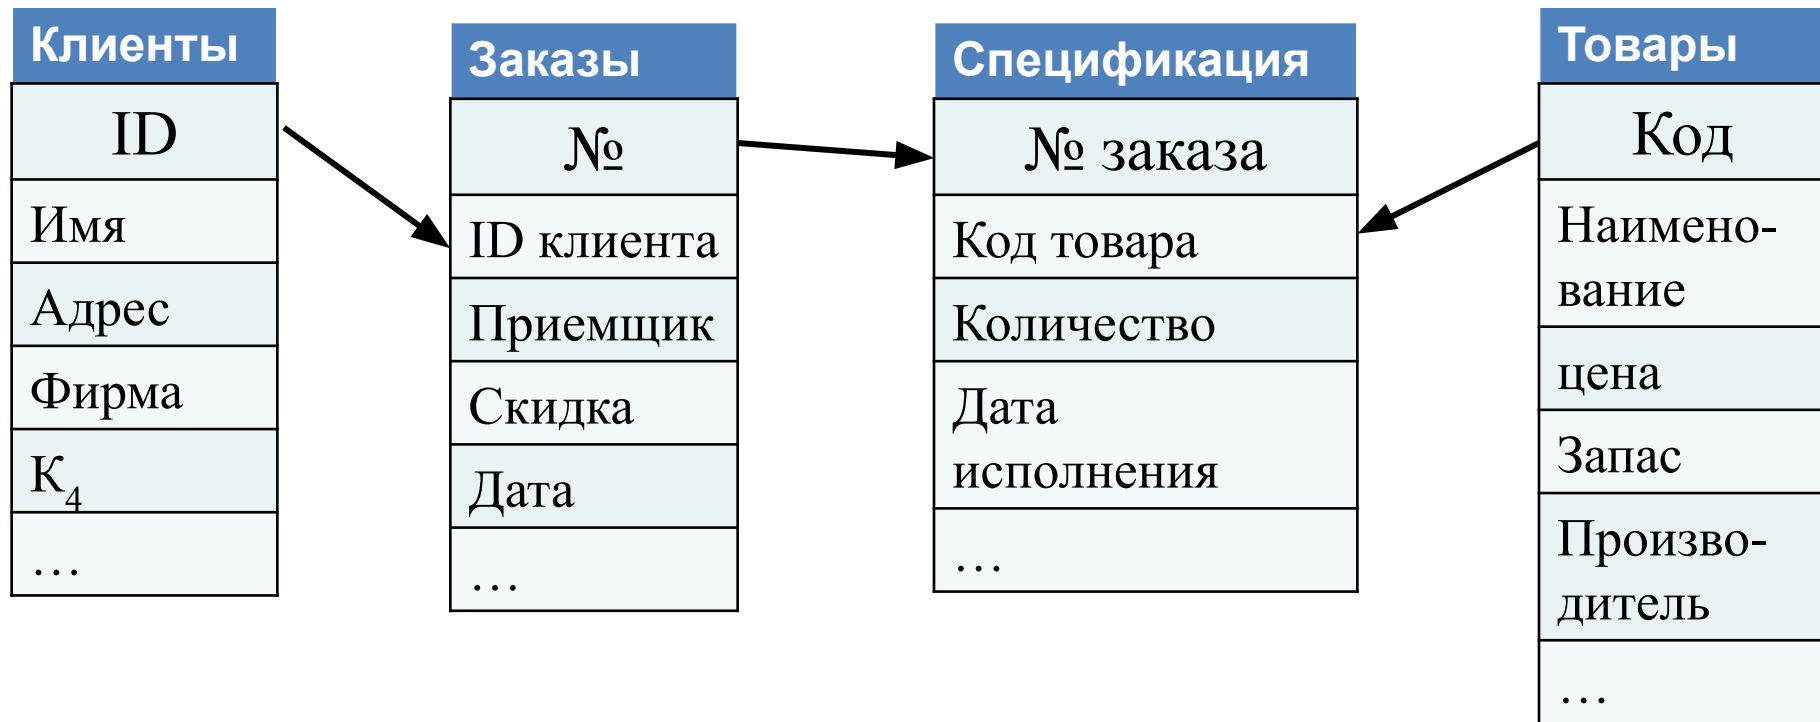 Клиенты
ID
Имя
Адрес
Фирма
К4
…
Заказы
№
ID клиента
Приемщик
Скидка
Дата
…
Спецификация
№ заказа
Код товара
Количество
Дата
исполнения
…
Товары
Код
Наимено-
вание
цена
Запас
Произво-
дитель
…